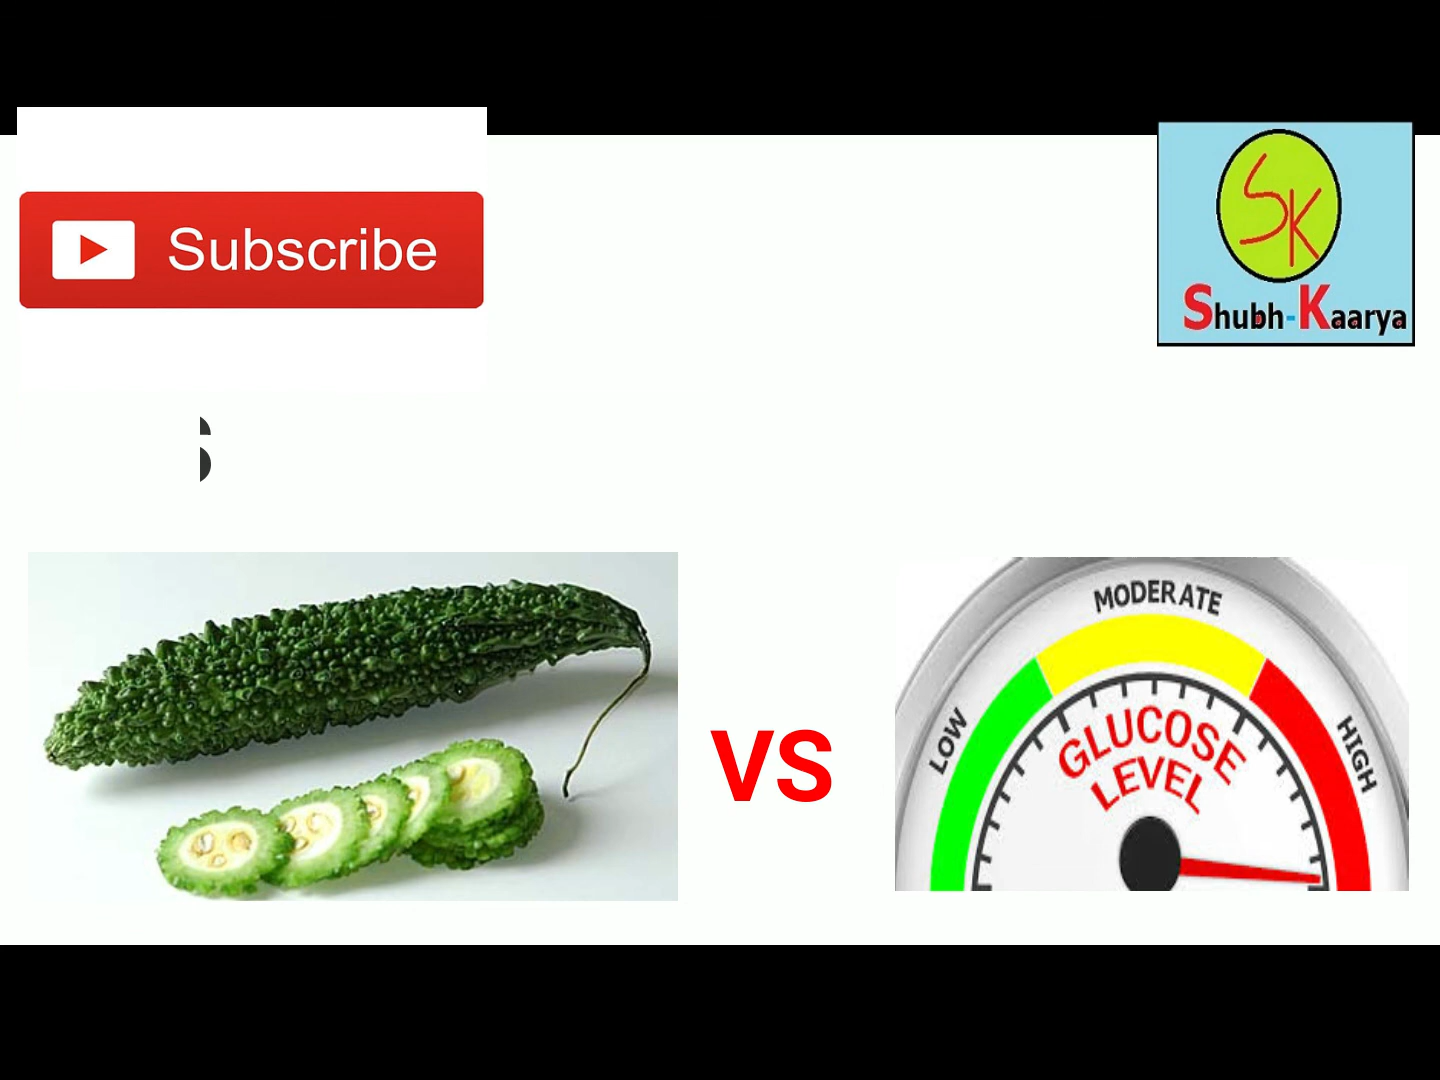 Subscribe
SK
Shubh-Kaarya
VS
LOW
MODERATE
HIGH
GLUCOSE
LEVEL